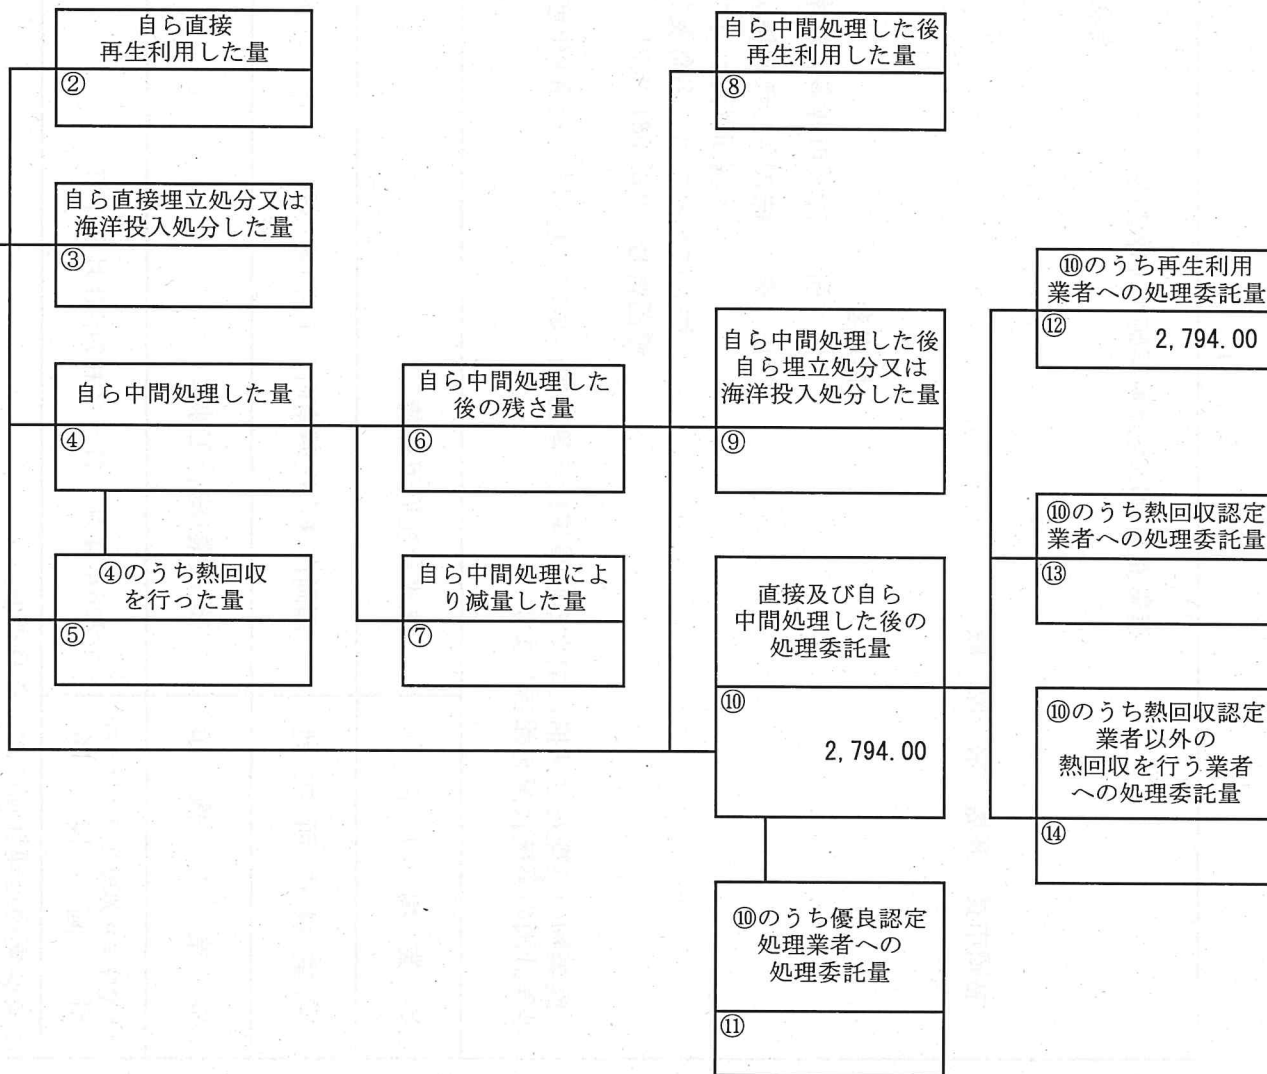 自ら直接
再生利用した量
②
自ら直接埋立処分又は
海洋投入処分した量
③
自ら中間処理した量
④
④のうち熱回収
を行った量
⑤
自ら中間処理した
後の残さ量
⑥
自ら中間処理によ
り減量した量
⑦
自ら中間処理した後
再生利用した量
⑧
自ら中間処理した後
自ら埋立処分又は
海洋投入処分した量
⑨
直接及び自ら
中間処理した後の
処理委託量
⑩
2,794.00
⑩のうち優良認定
処理業者への
処理委託量
⑪
⑩のうち再生利用
業者への処理委託量
⑫
2,794.00
⑩のうち熱回収認定
業者への処理委託量
⑬
⑩のうち熱回収認定
業者以外の
熱回収を行う業者
への処理委託量
⑭